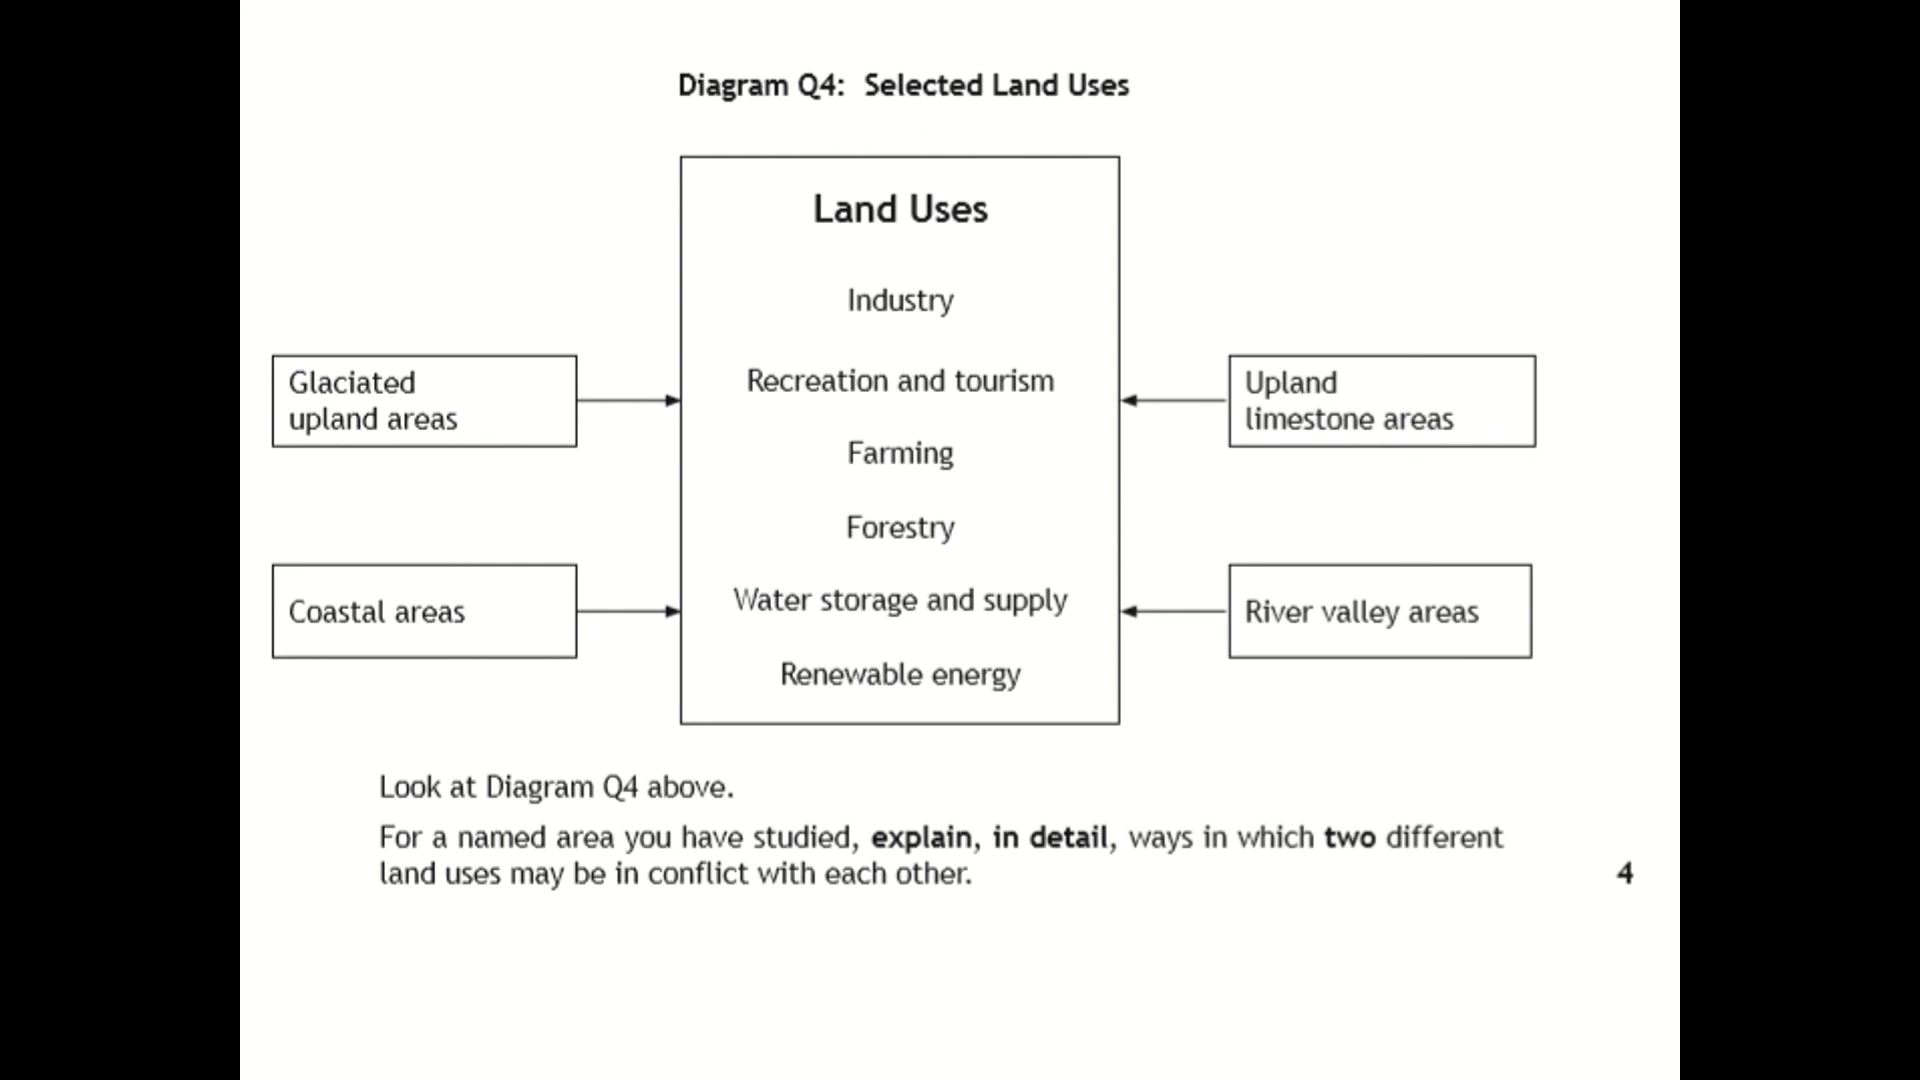 Diagram Q4: Selected Land Uses
Land Uses
Industry
Recreation and tourism
Farming
Forestry
Water storage and supply
Renewable energy
Glaciated
upland areas
Coastal areas
Upland
limestone areas
River valley areas
Look at Diagram Q4 above.
For a named area you have studied, explain, in detail, ways in which two different
land uses may be in conflict with each other. 4